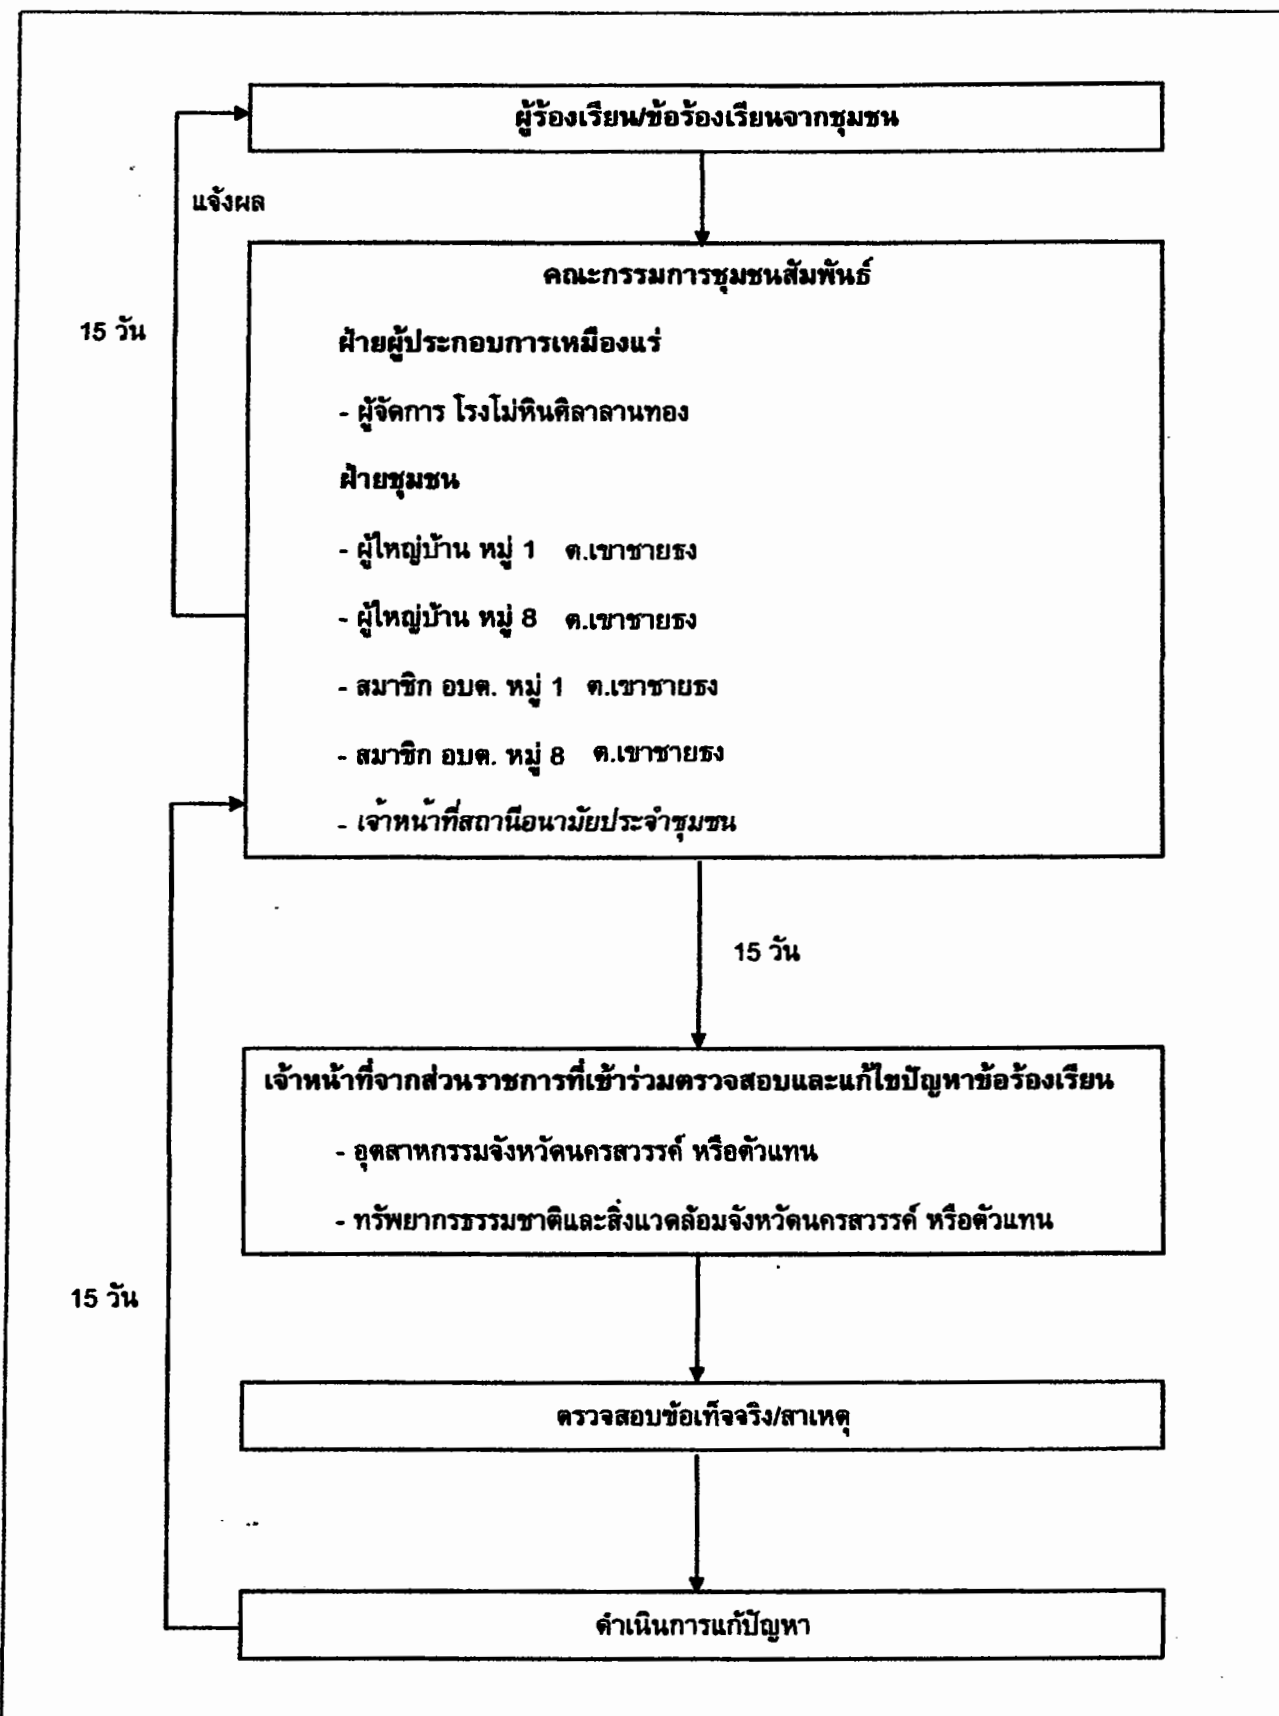 ผู้ร้องเรียน/ข้อร้องเรียนจากชุมชน
แจ้งผล
15 วัน
คณะกรรมการชุมชนสัมพันธ์
ฝ่ายผู้ประกอบการเหมืองแร่
- ผู้จัดการ โรงโม่หินศิลาลานทอง
ฝ่ายชุมชน
- ผู้ใหญ่บ้าน หมู่ 1 ต.เขาชายธง
- ผู้ใหญ่บ้าน หมู่ 8 ต.เขาชายธง
- สมาชิก อบต. หมู่ 1 ต.เขาชายธง
- สมาชิก อบต. หมู่ 8 ต.เขาชายธง
- เจ้าหน้าที่สถานีอนามัยประจำชุมชน
15 วัน
เจ้าหน้าที่จากส่วนราชการที่เข้าร่วมตรวจสอบและแก้ไขปัญหาข้อร้องเรียน
- อุตสาหกรรมจังหวัดนครสวรรค์ หรือตัวแทน
- ทรัพยากรธรรมชาติและสิ่งแวดล้อมจังหวัดนครสวรรค์ หรือตัวแทน
15 วัน
ตรวจสอบข้อเท็จจริง/สาเหตุ
ดำเนินการแก้ปัญหา